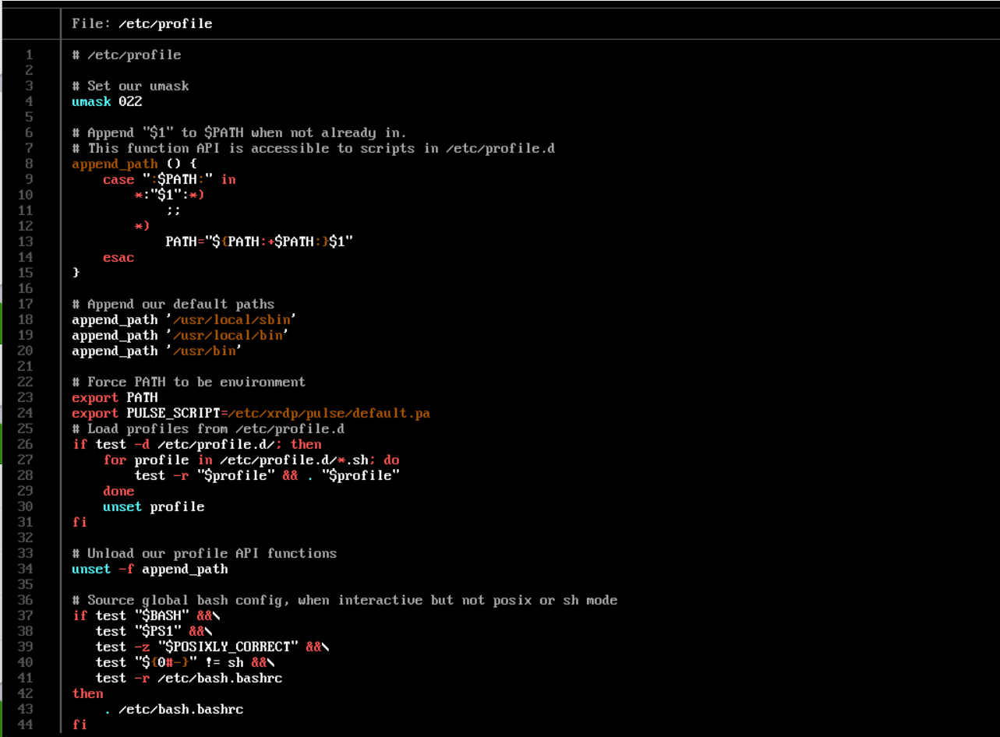 File: /etc/profile
1 # /etc/profile
2
3 # Set our umask
4 umask 022
5
6 # Append "$1" to $PATH when not already in.
7 # This function API is accessible to scripts in /etc/profile.d
8 append_path () {
9     case ":$PATH:" in
10         *:"$1":*)
11             ;;
12         *)
13             PATH="${PATH:+$PATH:}$1"
14     esac
15 }
16
17 # Append our default paths
18 append_path '/usr/local/sbin'
19 append_path '/usr/local/bin'
20 append_path '/usr/bin'
21
22 # Force PATH to be environment
23 export PATH
24 export PULSE_SCRIPT=/etc/xrdp/pulse/default.pa
25 # Load profiles from /etc/profile.d
26 if test -d /etc/profile.d/; then
27     for profile in /etc/profile.d/*.sh; do
28         test -r "$profile" && . "$profile"
29     done
30     unset profile
31 fi
32
33 # Unload our profile API functions
34 unset -f append_path
35
36 # Source global bash config, when interactive but not posix or sh mode
37 if test "$BASH" &&\
38    test "$PS1" &&\
39    test -z "$POSIXLY_CORRECT" &&\
40    test "${0#-}" != sh &&\
41    test -r /etc/bash.bashrc
42 then
43     . /etc/bash.bashrc
44 fi